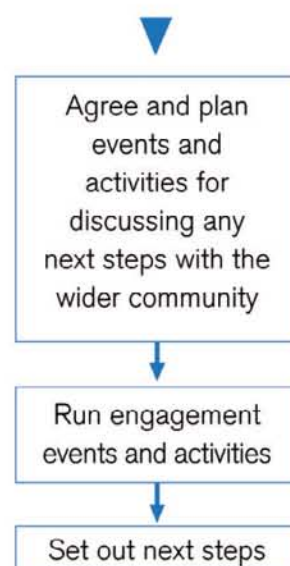 Agree and plan
events and
activities for
discussing any
next steps with the
wider community
Run engagement
events and activities
Set out next steps